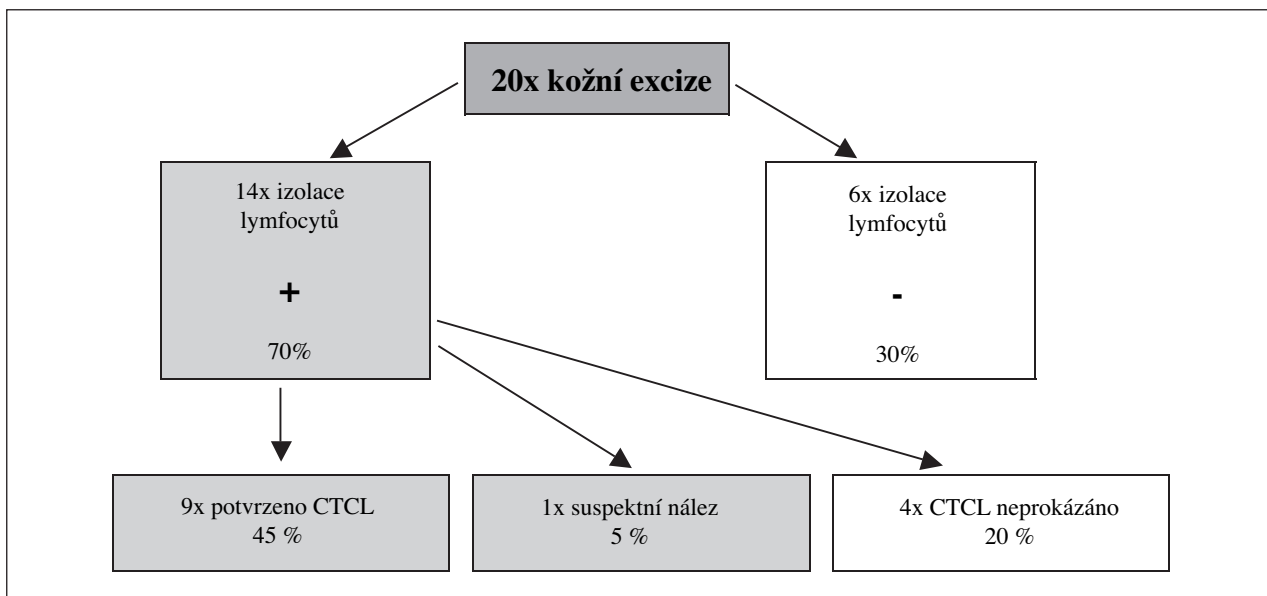 20x kožní excize
14x izolace
lymfocytů
+
70%
6x izolace
lymfocytů
-
30%
9x potvrzeno CTCL
45 %
1x suspektní nález
5 %
4x CTCL neprokázáno
20 %